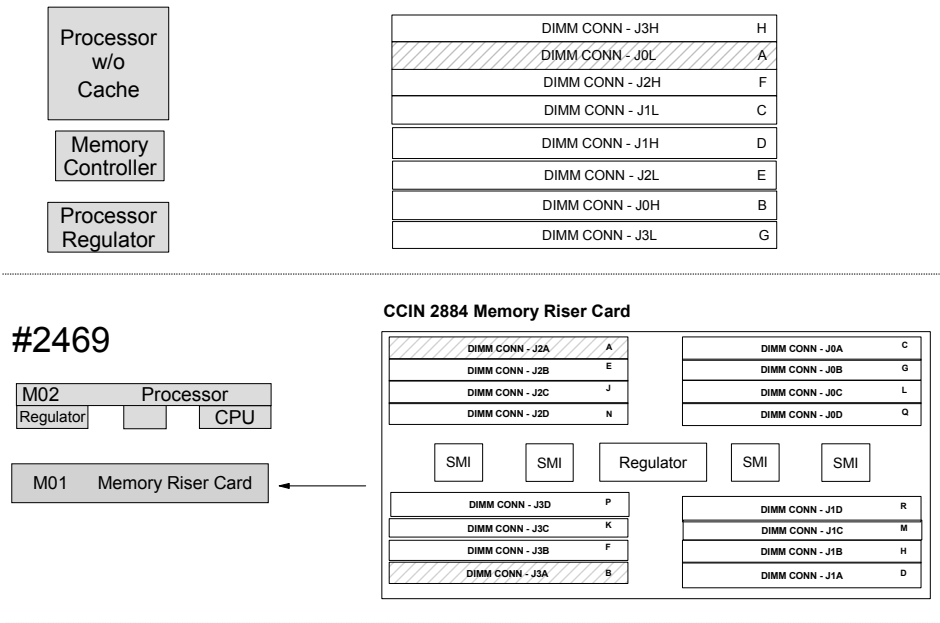 Processor
w/o
Cache
Memory
Controller
Processor
Regulator
DIMM CONN - J3H H
DIMM CONN - J0L A
DIMM CONN - J2H F
DIMM CONN - J1L C
DIMM CONN - J1H D
DIMM CONN - J2L E
DIMM CONN - J0H B
DIMM CONN - J3L G
#2469
M02 Processor
Regulator CPU
M01 Memory Riser Card
CCIN 2884 Memory Riser Card
DIMM CONN - J2A A
DIMM CONN - J2B E
DIMM CONN - J2C J
DIMM CONN - J2D N
DIMM CONN - J0A C
DIMM CONN - J0B G
DIMM CONN - J0C L
DIMM CONN - J0D Q
SMI SMI Regulator SMI SMI
DIMM CONN - J3D P
DIMM CONN - J3C K
DIMM CONN - J3B F
DIMM CONN - J3A B
DIMM CONN - J1D R
DIMM CONN - J1C M
DIMM CONN - J1B H
DIMM CONN - J1A D